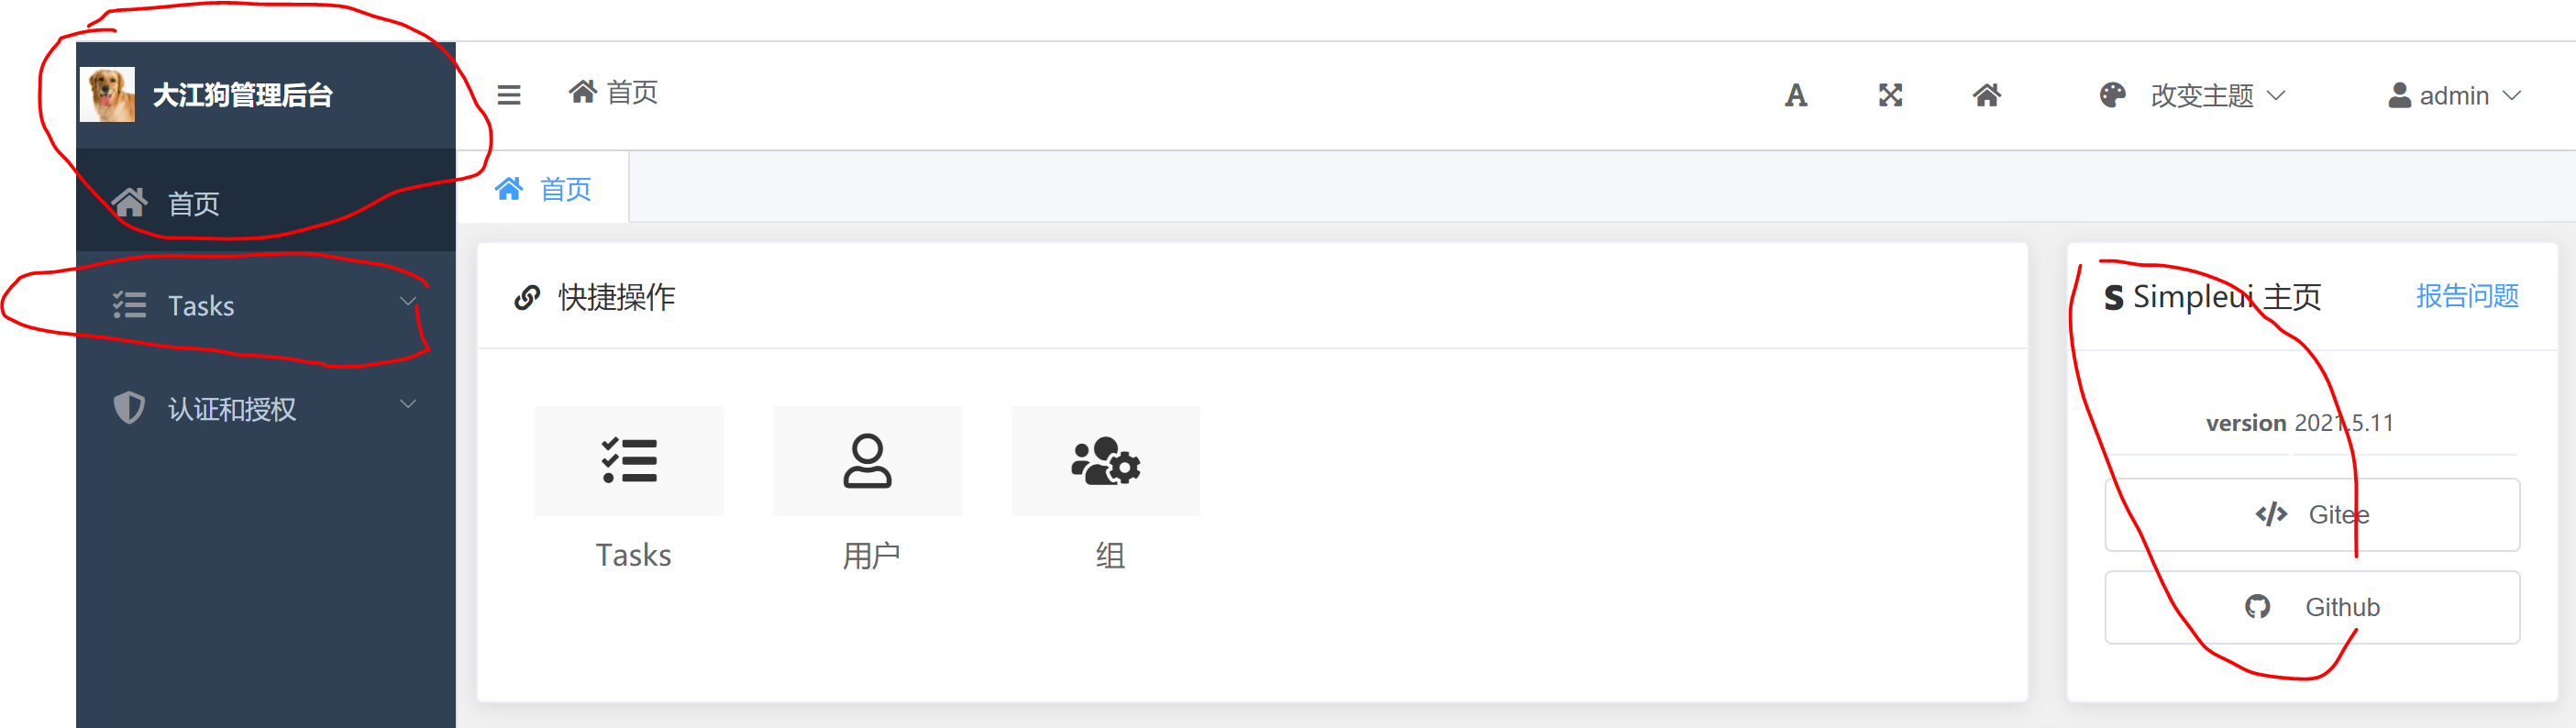 大江狗管理后台
首页
Tasks
认证和授权
首页
改变主题
admin
首页
快捷操作
Tasks
用户
组
Simpleui 主页
报告问题
version 2021.5.11
Gitee
Github